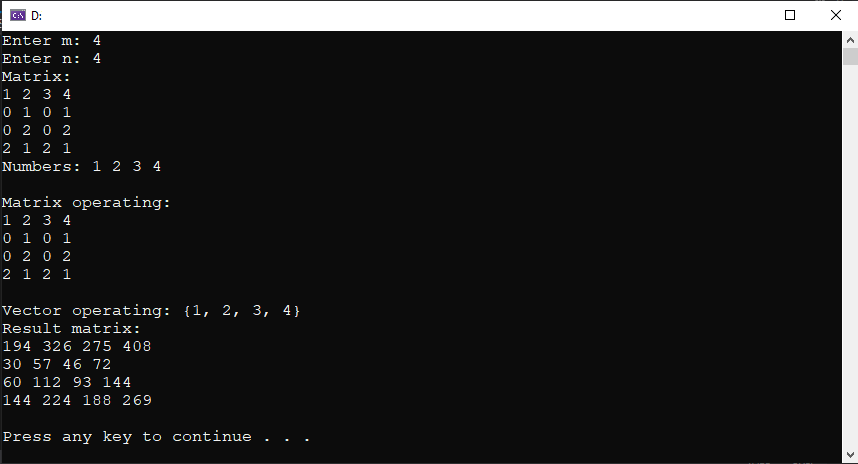 D:
Enter m: 4
Enter n: 4
Matrix:
1 2 3 4
0 1 0 1
0 2 0 2
2 1 2 1
Numbers: 1 2 3 4
Matrix operating:
1 2 3 4
0 1 0 1
0 2 0 2
2 1 2 1
Vector operating: {1, 2, 3, 4}
Result matrix:
194 326 275 408
30 57 46 72
60 112 93 144
144 224 188 269
Press any key to continue . . .